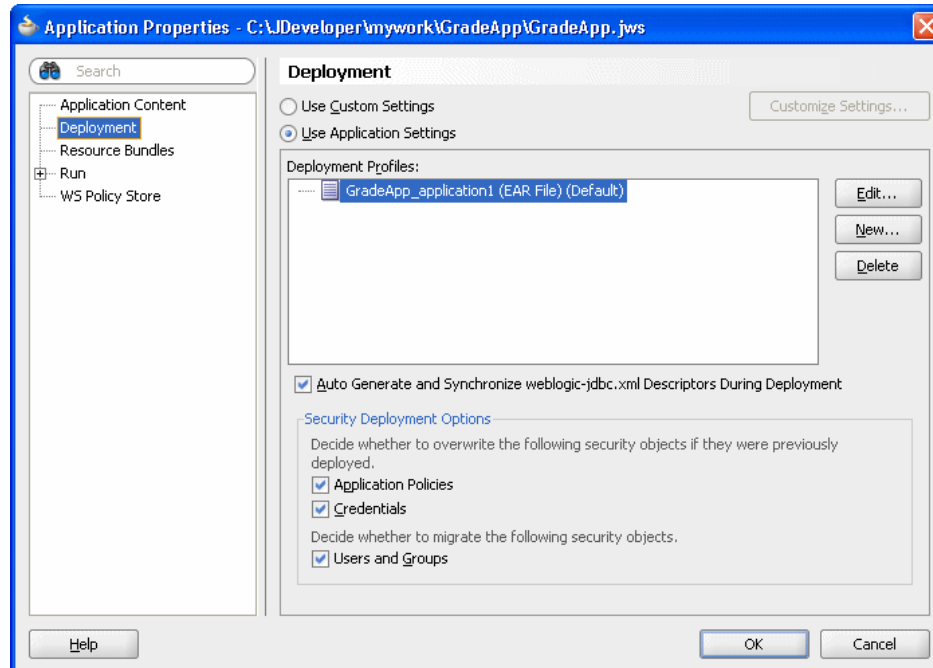 Application Properties - C:\JDeveloper\mywork\GradeApp\GradeApp.jws
Search
Application Content
Deployment
Resource Bundles
Run
WS Policy Store
Deployment
Use Custom Settings
Customize Settings...
Use Application Settings
Deployment Profiles:
GradeApp_application1 (EAR File) (Default)
Edit...
New...
Delete
Auto Generate and Synchronize weblogic-jdbc.xml Descriptors During Deployment
Security Deployment Options
Decide whether to overwrite the following security objects if they were previously
deployed.
Application Policies
Credentials
Decide whether to migrate the following security objects.
Users and Groups
Help
OK
Cancel